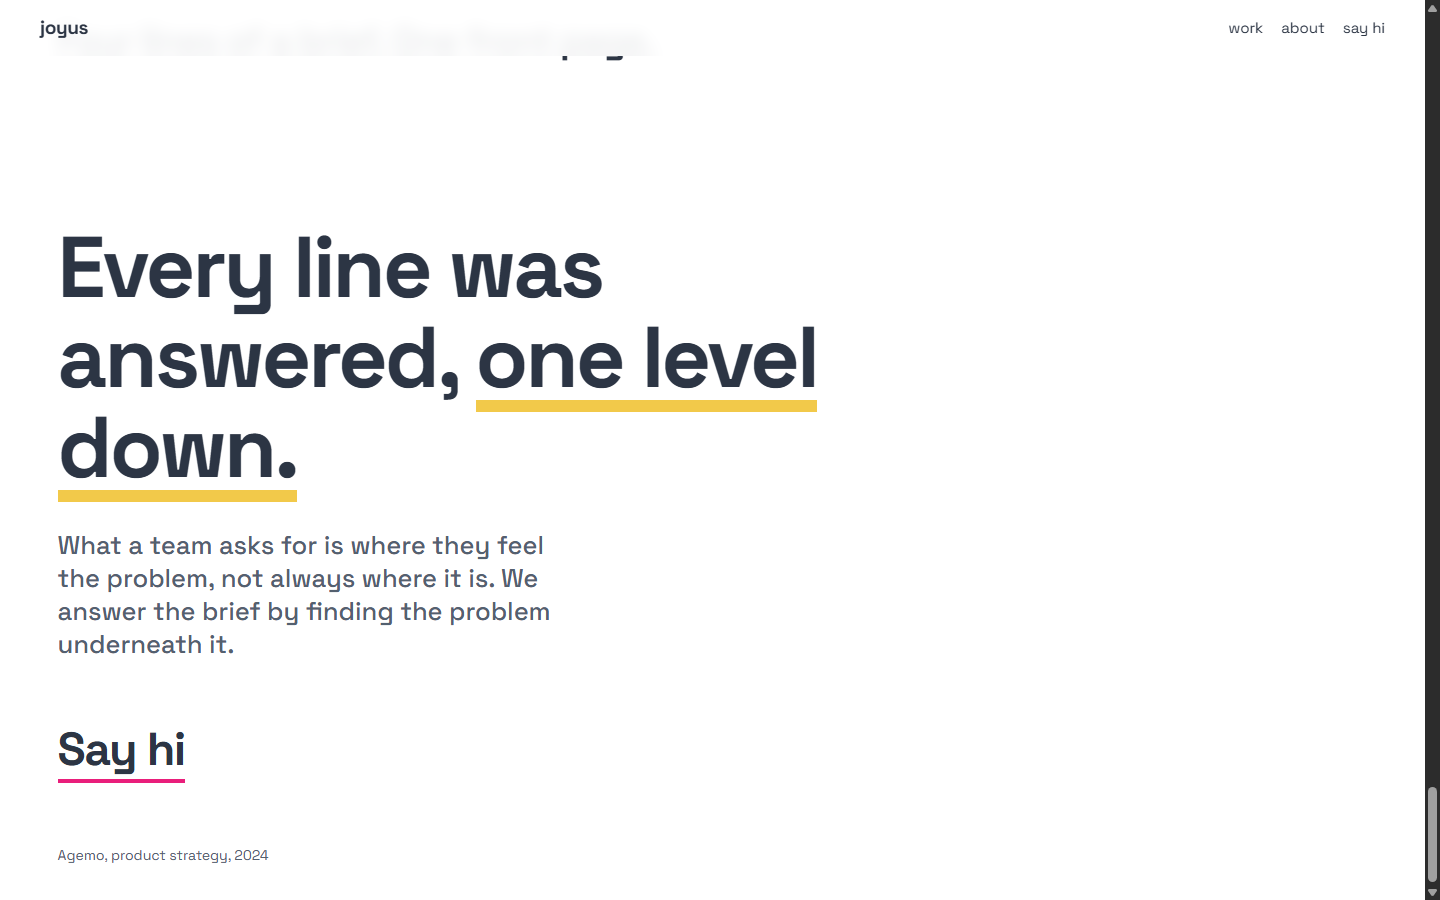 joyus
work about say hi
Every line was
answered, one level
down.
What a team asks for is where they feel
the problem, not always where it is. We
answer the brief by finding the problem
underneath it.
Say hi
Agemo, product strategy, 2024